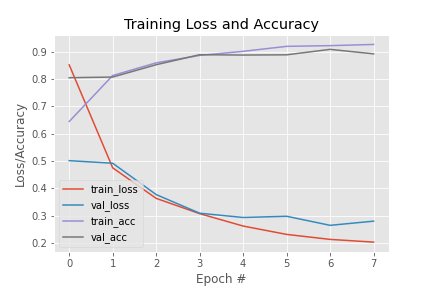 Training Loss and Accuracy
Loss/Accuracy
0.9
0.8
0.7
0.6
0.5
0.4
0.3
0.2
train_loss
val_loss
train_acc
val_acc
0 1 2 3 4 5 6 7
Epoch #